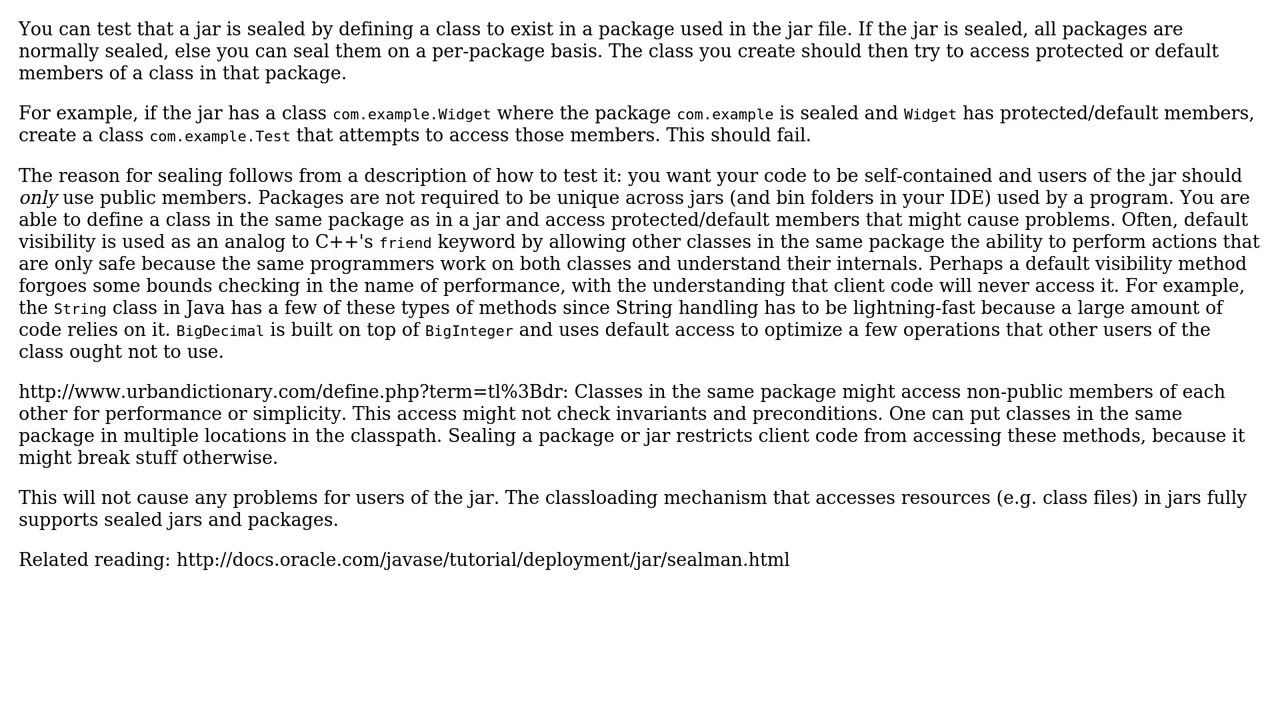 You can test that a jar is sealed by defining a class to exist in a package used in the jar file. If the jar is sealed, all packages are
normally sealed, else you can seal them on a per-package basis. The class you create should then try to access protected or default
members of a class in that package.
For example, if the jar has a class com.example.Widget where the package com.example is sealed and Widget has protected/default members,
create a class com.example.Test that attempts to access those members. This should fail.
The reason for sealing follows from a description of how to test it: you want your code to be self-contained and users of the jar should
only use public members. Packages are not required to be unique across jars (and bin folders in your IDE) used by a program. You are
able to define a class in the same package as in a jar and access protected/default members that might cause problems. Often, default
visibility is used as an analog to C++'s friend keyword by allowing other classes in the same package the ability to perform actions that
are only safe because the same programmers work on both classes and understand their internals. Perhaps a default visibility method
forgoes some bounds checking in the name of performance, with the understanding that client code will never access it. For example,
the String class in Java has a few of these types of methods since String handling has to be lightning-fast because a large amount of
code relies on it. BigDecimal is built on top of BigInteger and uses default access to optimize a few operations that other users of the
class ought not to use.
http://www.urbandictionary.com/define.php?term=tl%3Bdr: Classes in the same package might access non-public members of each
other for performance or simplicity. This access might not check invariants and preconditions. One can put classes in the same
package in multiple locations in the classpath. Sealing a package or jar restricts client code from accessing these methods, because it
might break stuff otherwise.
This will not cause any problems for users of the jar. The classloading mechanism that accesses resources (e.g. class files) in jars fully
supports sealed jars and packages.
Related reading: http://docs.oracle.com/javase/tutorial/deployment/jar/sealman.html